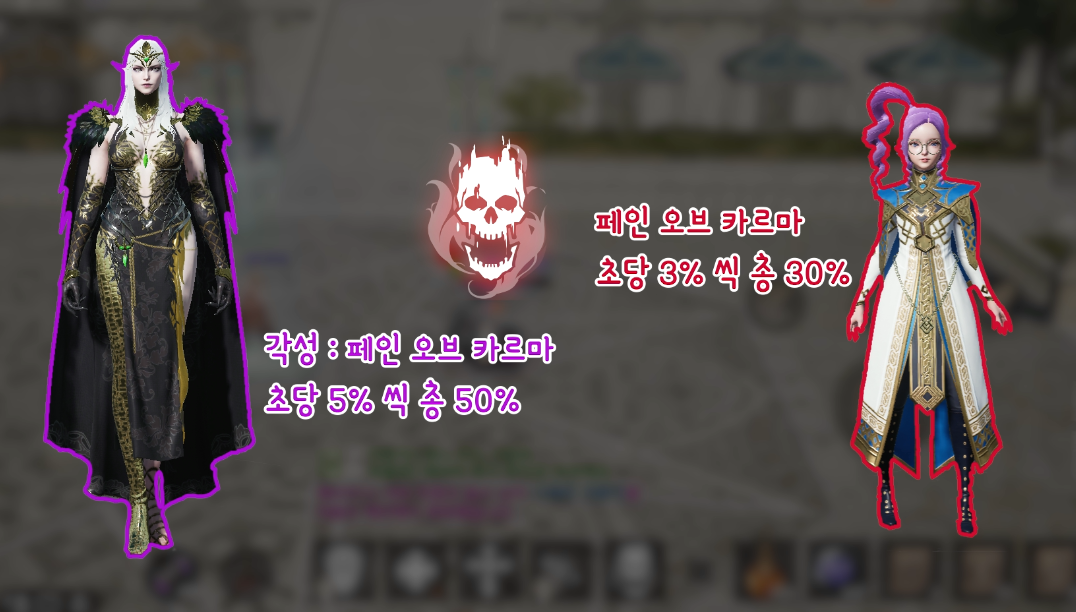 페인 오브 카르마
초당 3% 씩 총 30%
각성 : 페인 오브 카르마
초당 5% 씩 총 50%